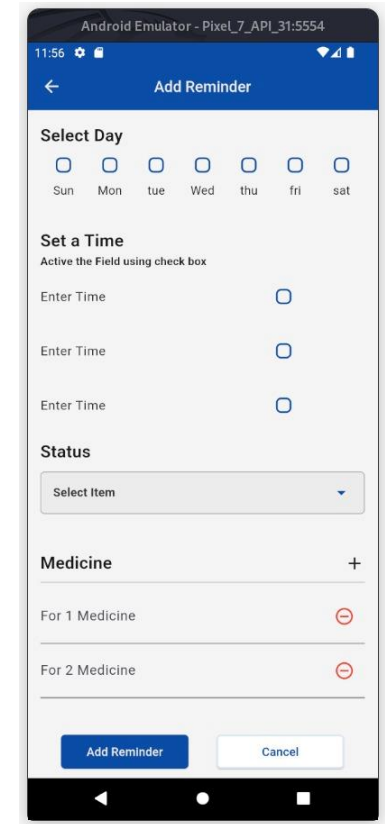 Android Emulator - Pixel_7_API_31:5554
11:56
Add Reminder
Select Day
Sun Mon tue Wed thu fri sat
Set a Time
Active the Field using check box
Enter Time
Enter Time
Enter Time
Status
Select Item
Medicine +
For 1 Medicine
For 2 Medicine
Add Reminder Cancel